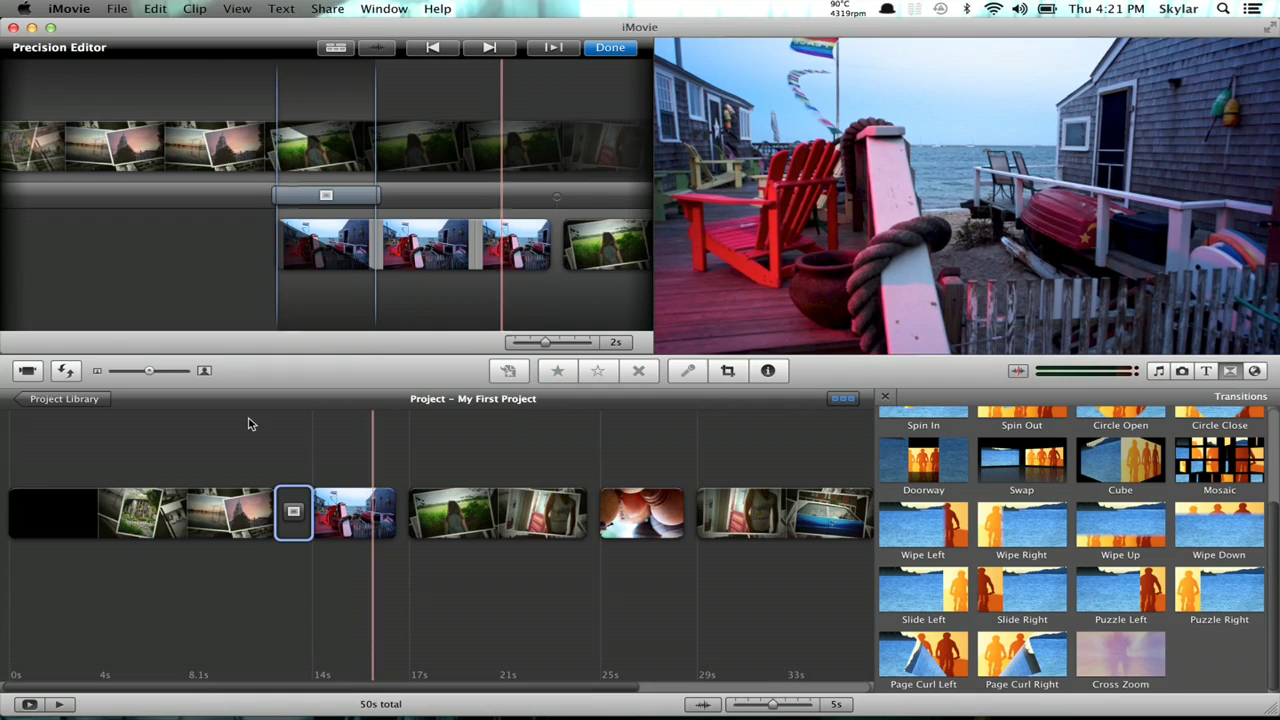 iMovie File Edit Clip View Text Share Window Help 90°C 4319rpm Thu 4:21 PM Skylar
iMovie
Precision Editor Done
2s
Project Library Project – My First Project Transitions
Spin In Spin Out Circle Open Circle Close
Doorway Swap Cube Mosaic
Wipe Left Wipe Right Wipe Up Wipe Down
Slide Left Slide Right Puzzle Left Puzzle Right
0s 4s 8.1s 14s 17s 21s 25s 29s 33s
Page Curl Left Page Curl Right Cross Zoom
50s total 5s